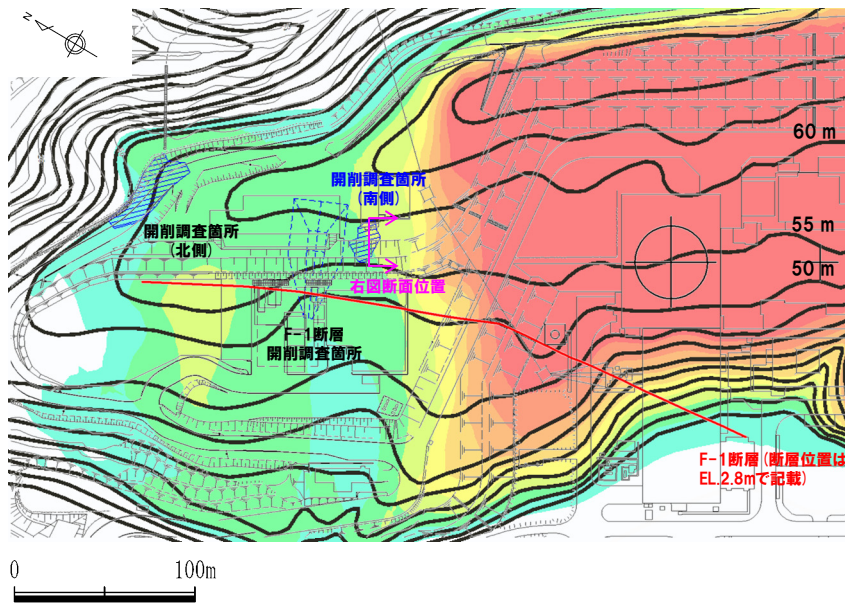 N
60 m
開削調査箇所
(南側)
開削調査箇所
(北側)
55 m
50 m
右図断面位置
F-1断層
開削調査箇所
F-1断層(断層位置は
EL.2.8mで記載)
0 100m